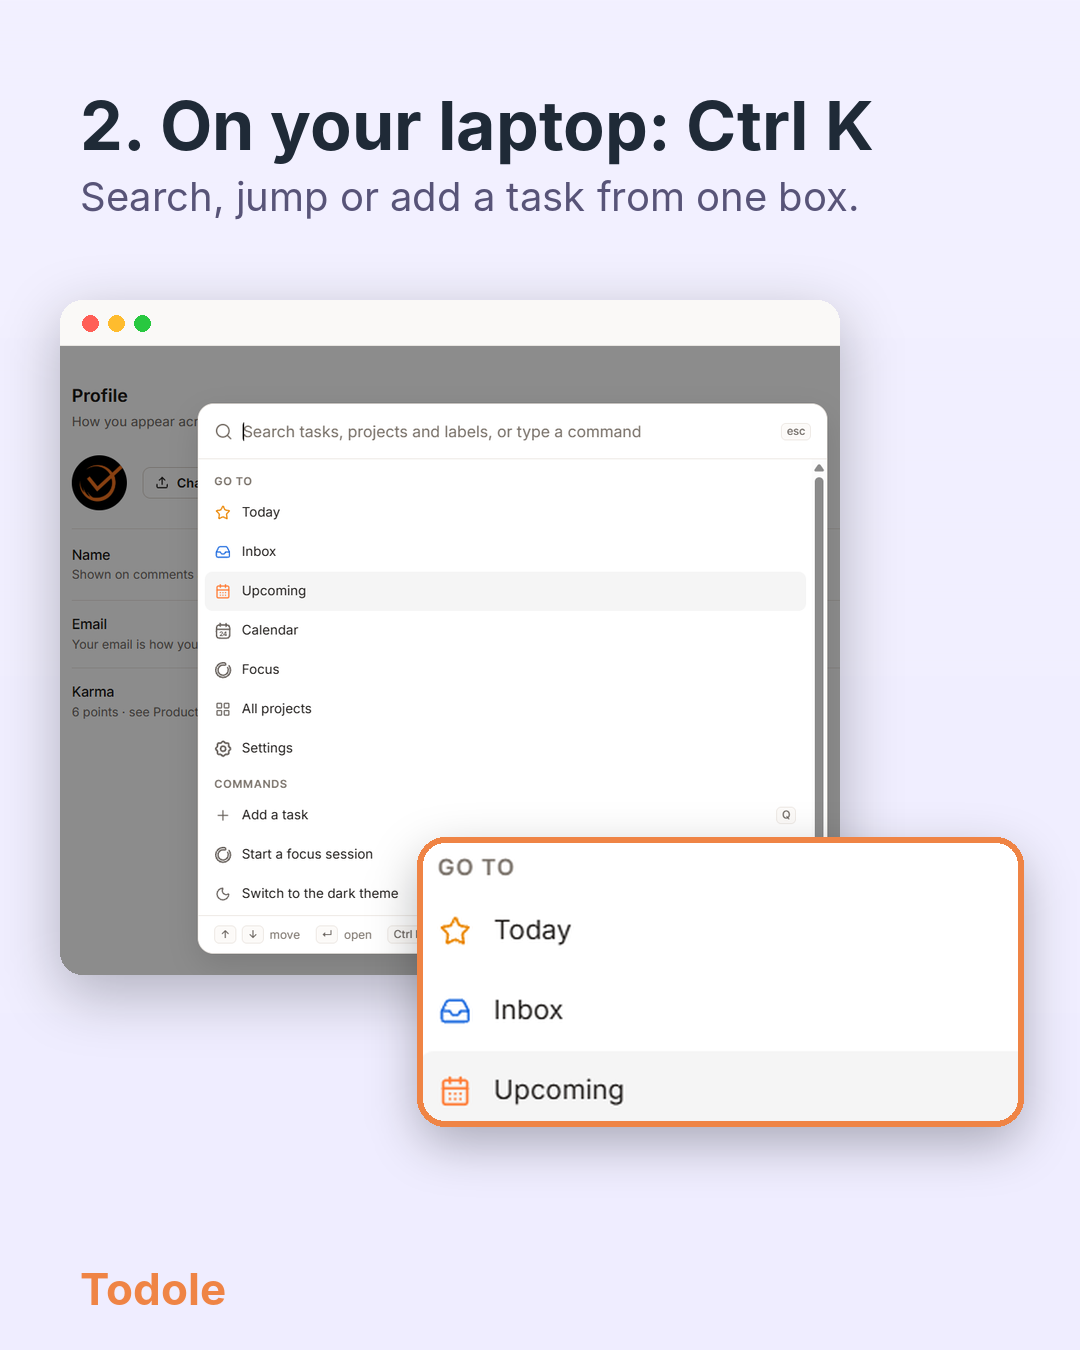 2. On your laptop: Ctrl K
Search, jump or add a task from one box.
Profile
How you appear
Name
Shown on comments
Email
Your email is how you
Karma
6 points · see
Search tasks, projects and labels, or type a command
esc
GO TO
Today
Inbox
Upcoming
Calendar
24
Focus
All projects
Settings
COMMANDS
Add a task
Q
Start a focus session
Switch to the dark theme
↑ ↓ move ↵ open Ctrl
GO TO
Today
Inbox
Upcoming
Todole